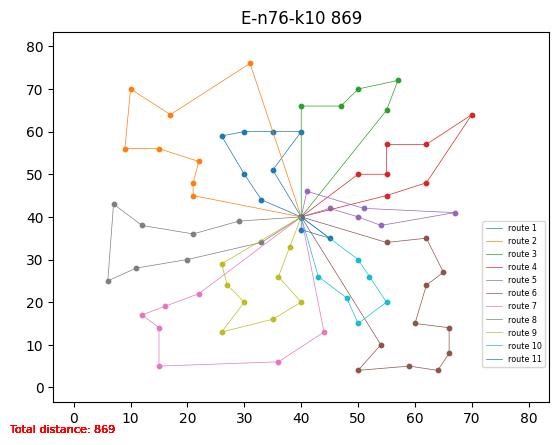 E-n76-k10 869
80
70
60
50
40
30
20
10
0
0 10 20 30 40 50 60 70 80
route 1
route 2
route 3
route 4
route 5
route 6
route 7
route 8
route 9
route 10
route 11
Total distance: 869